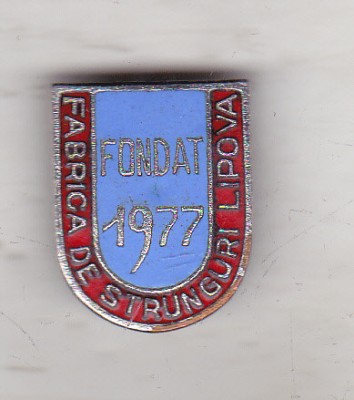 FABRICA DE STRUNGURI LIPOVA
FONDAT
1977